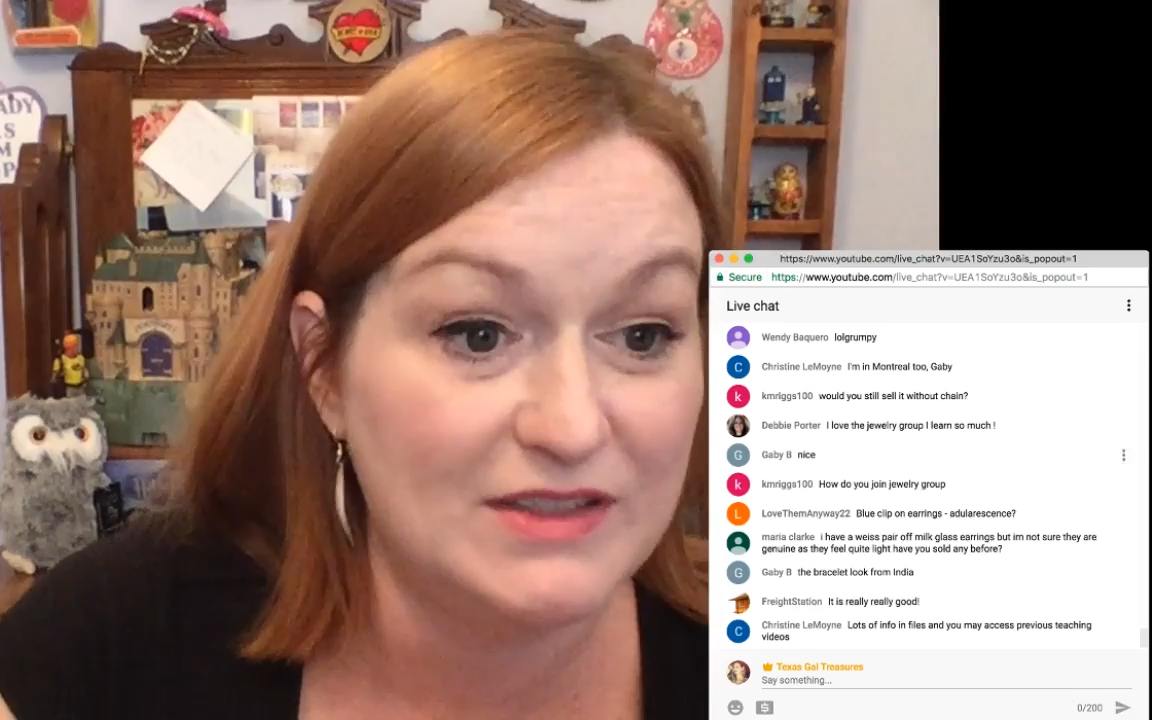 https://www.youtube.com/live_chat?v=UEA1SoYzu3o&is_popout=1
Secure https://www.youtube.com/live_chat?v=UEA1SoYzu3o&is_popout=1
Live chat
Wendy Baquero lolgrumpy
C Christine LeMoyne I'm in Montreal too, Gaby
k kmriggs100 would you still sell it without chain?
Debbie Porter I love the jewelry group I learn so much !
G Gaby B nice
k kmriggs100 How do you join jewelry group
L LoveThemAnyway22 Blue clip on earrings - adularescence?
maria clarke i have a weiss pair off milk glass earrings but im not sure they are
genuine as they feel quite light have you sold any before?
G Gaby B the bracelet look from India
FreightStation It is really really good!
C Christine LeMoyne Lots of info in files and you may access previous teaching
videos
Texas Gal Treasures
Say something...
$ 0/200